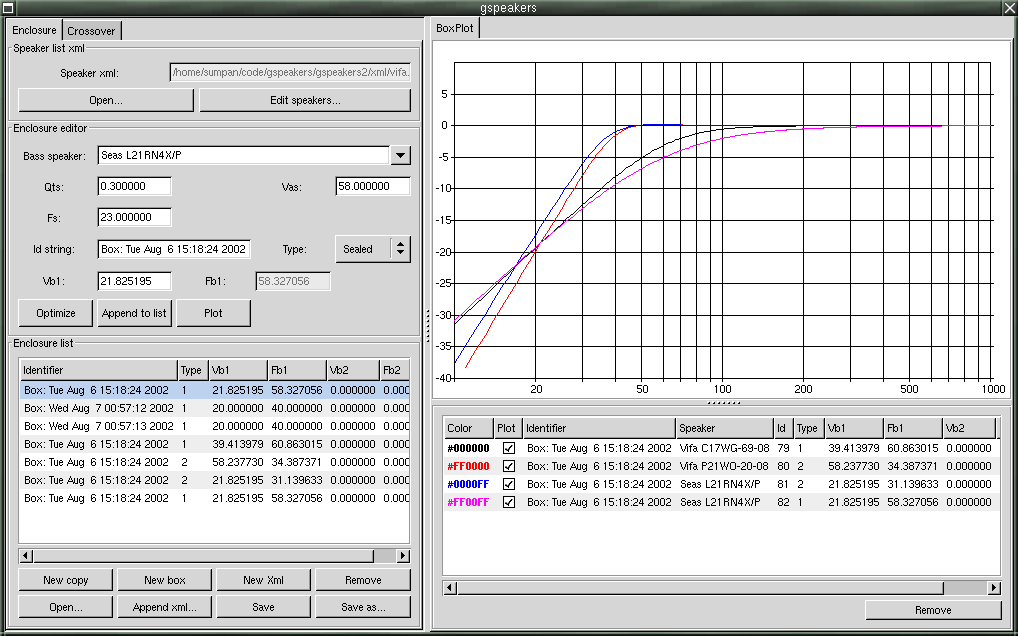 gspeakers
Enclosure Crossover
Speaker list xml
Speaker xml: /home/sumpan/code/gspeakers/gspeakers2/xml/vifa.
Open... Edit speakers...
Enclosure editor
Bass speaker: Seas L21RN4X/P
Qts: 0.300000 Vas: 58.000000
Fs: 23.000000
Id string: Box: Tue Aug 6 15:18:24 2002 Type: Sealed
Vb1: 21.825195 Fb1: 58.327056
Optimize Append to list Plot
Enclosure list
Identifier Type Vb1 Fb1 Vb2 Fb2
Box: Tue Aug 6 15:18:24 2002 1 21.825195 58.327056 0.000000 0.000
Box: Wed Aug 7 00:57:12 2002 1 20.000000 40.000000 0.000000 0.000
Box: Wed Aug 7 00:57:13 2002 1 20.000000 40.000000 0.000000 0.000
Box: Tue Aug 6 15:18:24 2002 1 39.413979 60.863015 0.000000 0.000
Box: Tue Aug 6 15:18:24 2002 2 58.237730 34.387371 0.000000 0.000
Box: Tue Aug 6 15:18:24 2002 2 21.825195 31.139633 0.000000 0.000
Box: Tue Aug 6 15:18:24 2002 1 21.825195 58.327056 0.000000 0.000
New copy New box New Xml Remove
Open... Append xml... Save Save as...
BoxPlot
5
0
-5
-10
-15
-20
-25
-30
-35
-40
20 50 100 200 500 1000
Color Plot Identifier Speaker Id Type Vb1 Fb1 Vb2
#000000 Box: Tue Aug 6 15:18:24 2002 Vifa C17WG-69-08 79 1 39.413979 60.863015 0.000000
#FF0000 Box: Tue Aug 6 15:18:24 2002 Vifa P21WO-20-08 80 2 58.237730 34.387371 0.000000
#0000FF Box: Tue Aug 6 15:18:24 2002 Seas L21RN4X/P 81 2 21.825195 31.139633 0.000000
#FF00FF Box: Tue Aug 6 15:18:24 2002 Seas L21RN4X/P 82 1 21.825195 58.327056 0.000000
Remove